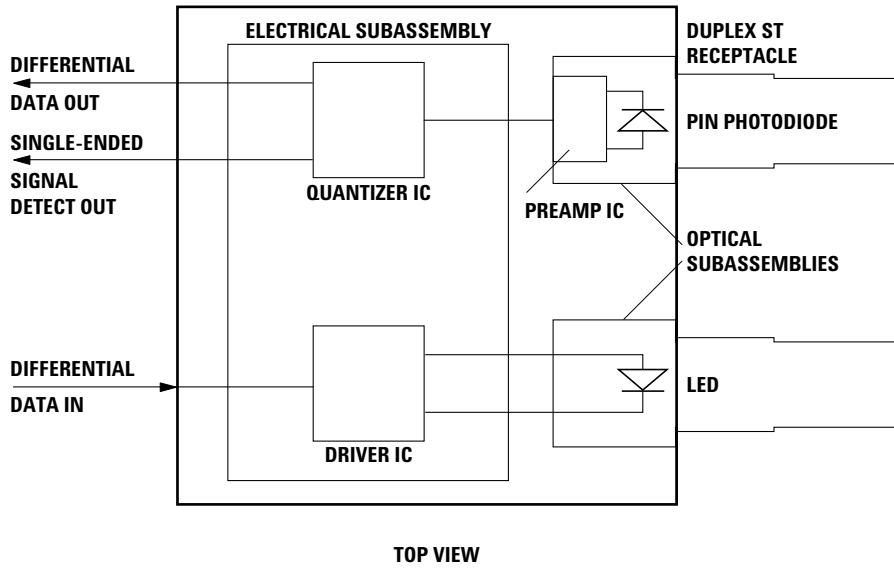 ELECTRICAL SUBASSEMBLY
DUPLEX ST
RECEPTACLE
DIFFERENTIAL
DATA OUT
SINGLE-ENDED
SIGNAL
DETECT OUT
QUANTIZER IC
PREAMP IC
PIN PHOTODIODE
OPTICAL
SUBASSEMBLIES
DIFFERENTIAL
DATA IN
DRIVER IC
LED
TOP VIEW